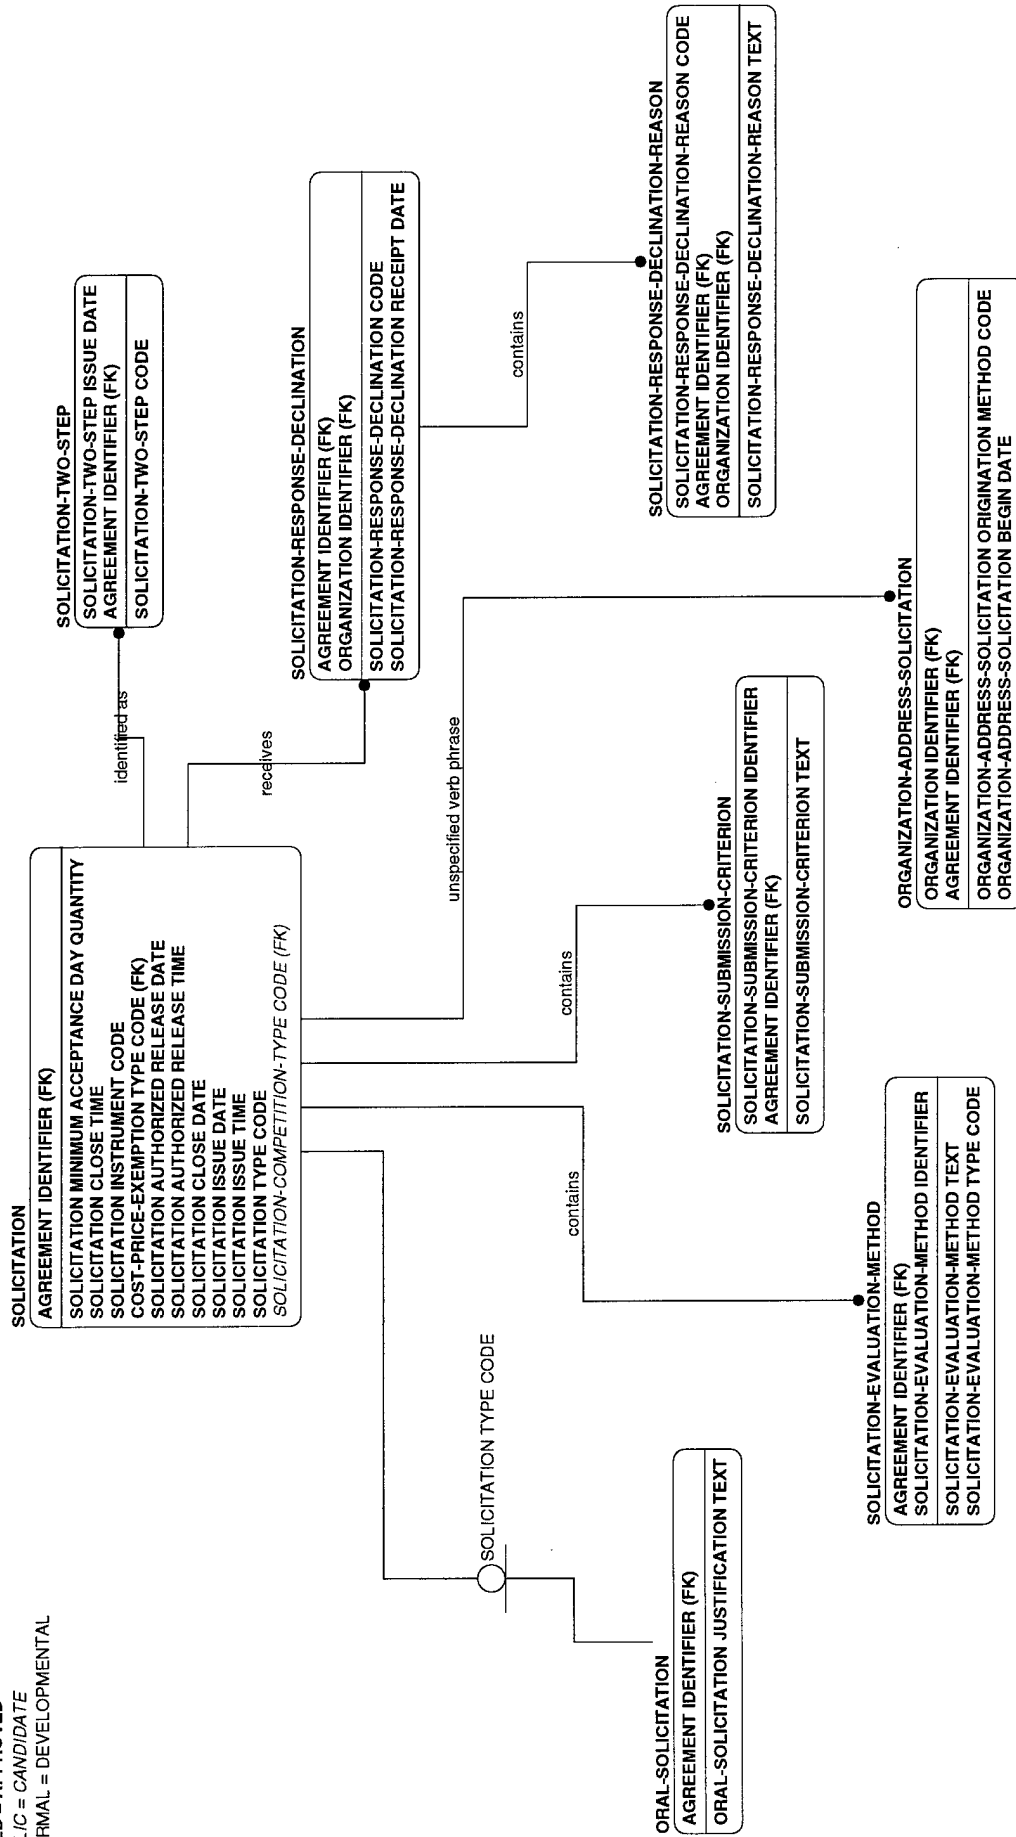 LIC = CANDIDATE
RMAL = DEVELOPMENTAL
SOLICITATION
AGREEMENT IDENTIFIER (FK)
SOLICITATION MINIMUM ACCEPTANCE DAY QUANTITY
SOLICITATION CLOSE TIME
SOLICITATION INSTRUMENT CODE
COST-PRICE-EXEMPTION TYPE CODE (FK)
SOLICITATION AUTHORIZED RELEASE DATE
SOLICITATION AUTHORIZED RELEASE TIME
SOLICITATION CLOSE DATE
SOLICITATION ISSUE DATE
SOLICITATION ISSUE TIME
SOLICITATION TYPE CODE
SOLICITATION-COMPETITION-TYPE CODE (FK)
identified as
SOLICITATION-TWO-STEP
SOLICITATION-TWO-STEP ISSUE DATE
AGREEMENT IDENTIFIER (FK)
SOLICITATION-TWO-STEP CODE
receives
SOLICITATION-RESPONSE-DECLINATION
AGREEMENT IDENTIFIER (FK)
ORGANIZATION IDENTIFIER (FK)
SOLICITATION-RESPONSE-DECLINATION CODE
SOLICITATION-RESPONSE-DECLINATION RECEIPT DATE
contains
SOLICITATION-RESPONSE-DECLINATION-REASON
SOLICITATION-RESPONSE-DECLINATION-REASON CODE
AGREEMENT IDENTIFIER (FK)
ORGANIZATION IDENTIFIER (FK)
SOLICITATION-RESPONSE-DECLINATION-REASON TEXT
unspecified verb phrase
SOLICITATION TYPE CODE
contains
contains
ORAL-SOLICITATION
AGREEMENT IDENTIFIER (FK)
ORAL-SOLICITATION JUSTIFICATION TEXT
SOLICITATION-SUBMISSION-CRITERION
SOLICITATION-SUBMISSION-CRITERION IDENTIFIER
AGREEMENT IDENTIFIER (FK)
SOLICITATION-SUBMISSION-CRITERION TEXT
SOLICITATION-EVALUATION-METHOD
AGREEMENT IDENTIFIER (FK)
SOLICITATION-EVALUATION-METHOD IDENTIFIER
SOLICITATION-EVALUATION-METHOD TEXT
SOLICITATION-EVALUATION-METHOD TYPE CODE
ORGANIZATION-ADDRESS-SOLICITATION
ORGANIZATION IDENTIFIER (FK)
AGREEMENT IDENTIFIER (FK)
ORGANIZATION-ADDRESS-SOLICITATION ORIGINATION METHOD CODE
ORGANIZATION-ADDRESS-SOLICITATION BEGIN DATE